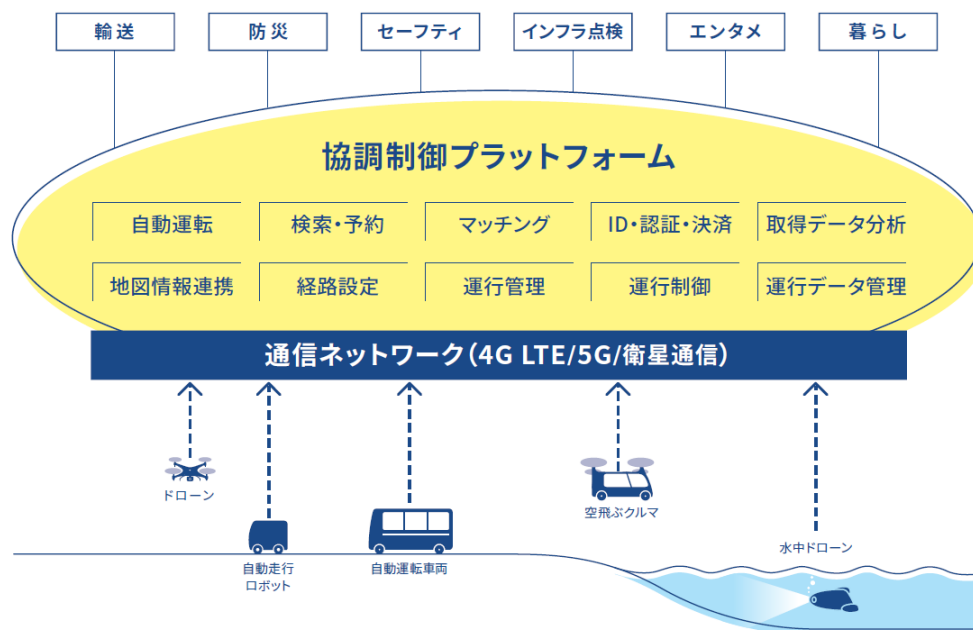 輸送
防災
セーフティ
インフラ点検
エンタメ
暮らし
協調制御プラットフォーム
自動運転
検索・予約
マッチング
ID・認証・決済
取得データ分析
地図情報連携
経路設定
運行管理
運行制御
運行データ管理
通信ネットワーク(4G LTE/5G/衛星通信)
ドローン
自動走行
ロボット
自動運転車両
空飛ぶクルマ
水中ドローン